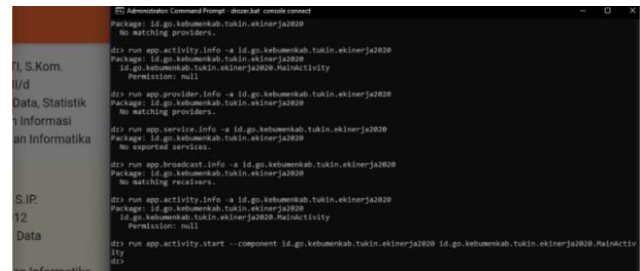 I, S.Kom.
I/d
Data, Statistik
n Informasi
an Informatika
S.IP.
12
Data
an Informatika
Administrator: Command Prompt - drozer.bat console connect
Package: id.go.kebumenkab.tukin.ekinerja2020
No matching providers.
dz> run app.activity.info -a id.go.kebumenkab.tukin.ekinerja2020
Package: id.go.kebumenkab.tukin.ekinerja2020
id.go.kebumenkab.tukin.ekinerja2020.MainActivity
Permission: null
dz> run app.provider.info -a id.go.kebumenkab.tukin.ekinerja2020
Package: id.go.kebumenkab.tukin.ekinerja2020
No matching providers.
dz> run app.service.info -a id.go.kebumenkab.tukin.ekinerja2020
Package: id.go.kebumenkab.tukin.ekinerja2020
No exported services.
dz> run app.broadcast.info -a id.go.kebumenkab.tukin.ekinerja2020
Package: id.go.kebumenkab.tukin.ekinerja2020
No matching receivers.
dz> run app.activity.info -a id.go.kebumenkab.tukin.ekinerja2020
Package: id.go.kebumenkab.tukin.ekinerja2020
id.go.kebumenkab.tukin.ekinerja2020.MainActivity
Permission: null
dz> run app.activity.start --component id.go.kebumenkab.tukin.ekinerja2020 id.go.kebumenkab.tukin.ekinerja2020.MainActiv
ity
dz>